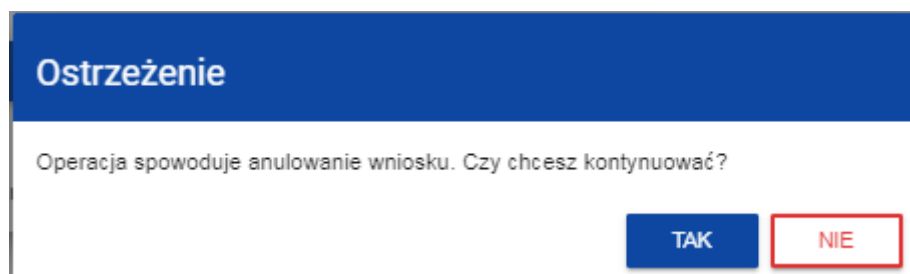 Ostrzeżenie
Operacja spowoduje anulowanie wniosku. Czy chcesz kontynuować?
TAK NIE